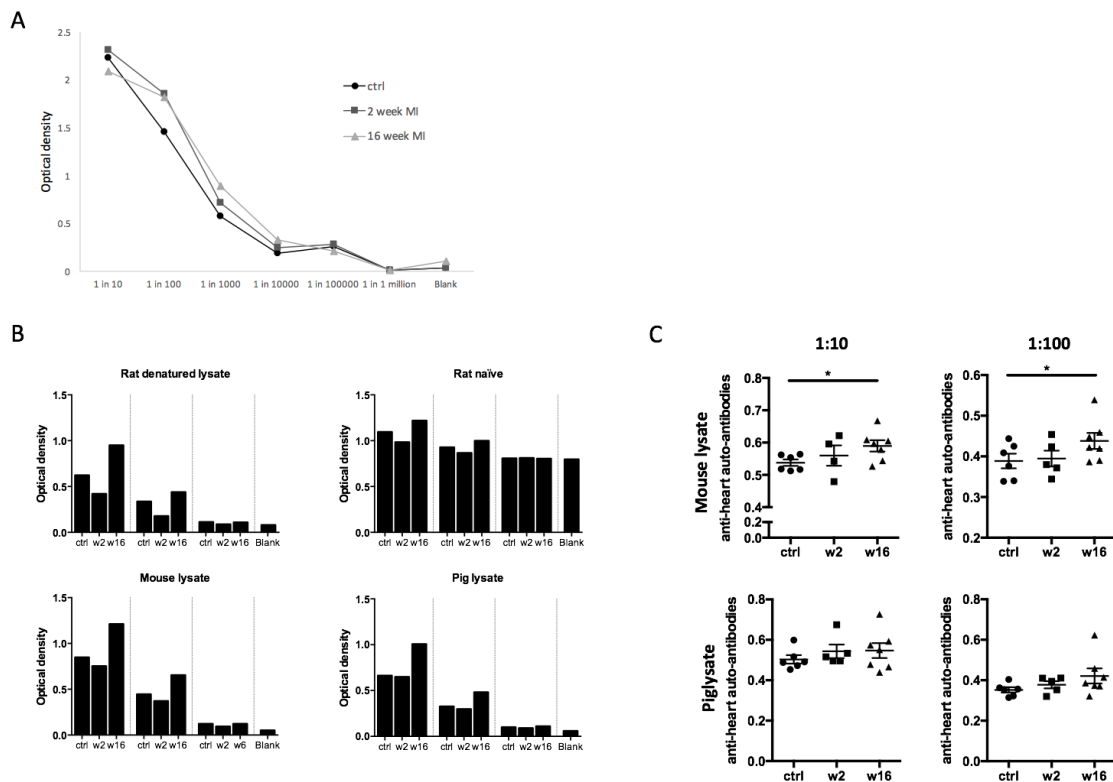 A
2.5
2
1.5
1
0.5
0
Optical density
ctrl
2 week MI
16 week MI
1 in 10 1 in 100 1 in 1000 1 in 10000 1 in 100000 1 in 1 million Blank
B
Rat denatured lysate
1.5
1.0
0.5
0.0
Optical density
ctrl w2 w16 ctrl w2 w16 ctrl w2 w16 Blank
Rat naïve
1.5
1.0
0.5
0.0
Optical density
ctrl w2 w16 ctrl w2 w16 ctrl w2 w16 Blank
Mouse lysate
1.5
1.0
0.5
0.0
Optical density
ctrl w2 w16 ctrl w2 w16 ctrl w2 w6 Blank
Pig lysate
1.5
1.0
0.5
0.0
Optical density
ctrl w2 w16 ctrl w2 w16 ctrl w2 w16 Blank
C
1:10
1:100
Mouse lysate
anti-heart auto-antibodies
0.8
0.7
0.6
0.5
0.2
0.0
*
ctrl w2 w16
anti-heart auto-antibodies
0.6
0.5
0.4
0.3
0.2
*
ctrl w2 w16
Piglysate
anti-heart auto-antibodies
0.8
0.6
0.4
0.2
0.0
ctrl w2 w16
anti-heart auto-antibodies
0.8
0.6
0.4
0.2
0.0
ctrl w2 w16